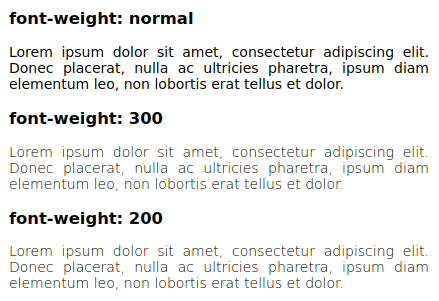 font-weight: normal
Lorem ipsum dolor sit amet, consectetur adipiscing elit.
Donec placerat, nulla ac ultricies pharetra, ipsum diam
elementum leo, non lobortis erat tellus et dolor.
font-weight: 300
Lorem ipsum dolor sit amet, consectetur adipiscing elit.
Donec placerat, nulla ac ultricies pharetra, ipsum diam
elementum leo, non lobortis erat tellus et dolor.
font-weight: 200
Lorem ipsum dolor sit amet, consectetur adipiscing elit.
Donec placerat, nulla ac ultricies pharetra, ipsum diam
elementum leo, non lobortis erat tellus et dolor.